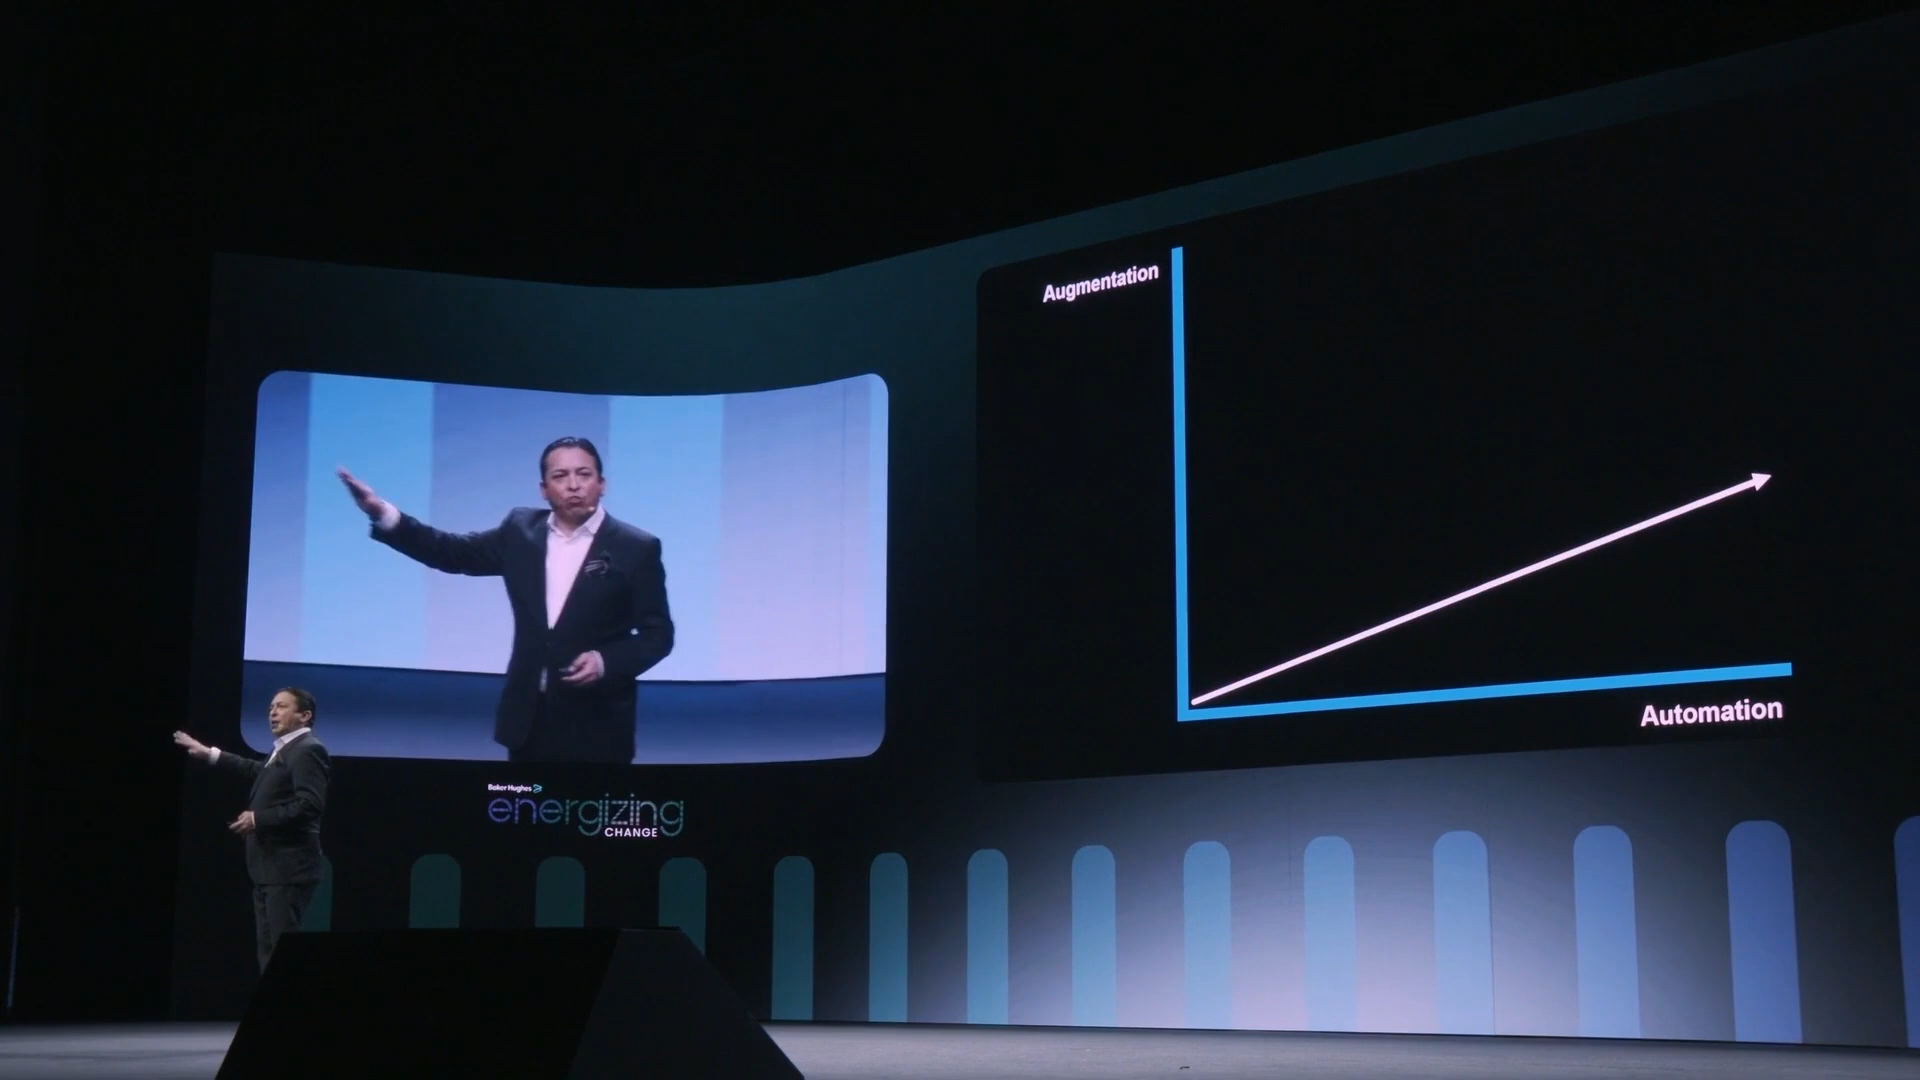 Augmentation
Automation
Baker Hughes
energizing
CHANGE